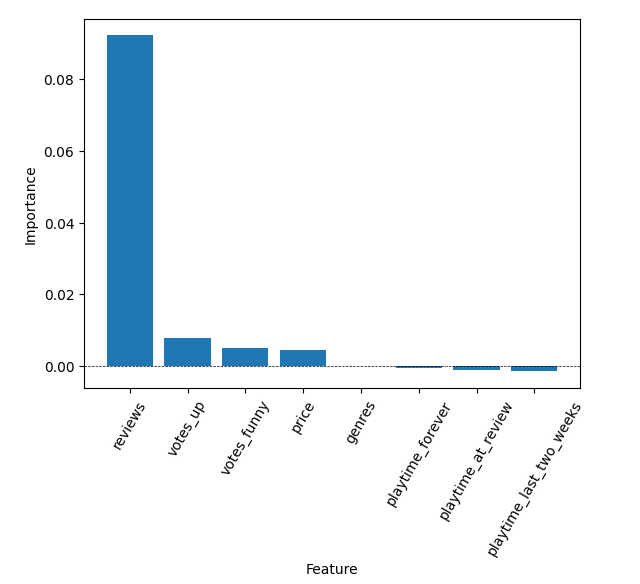 0.08
0.06
0.04
0.02
0.00
Importance
reviews
votes_up
votes_funny
price
genres
playtime_forever
playtime_at_review
playtime_last_two_weeks
Feature